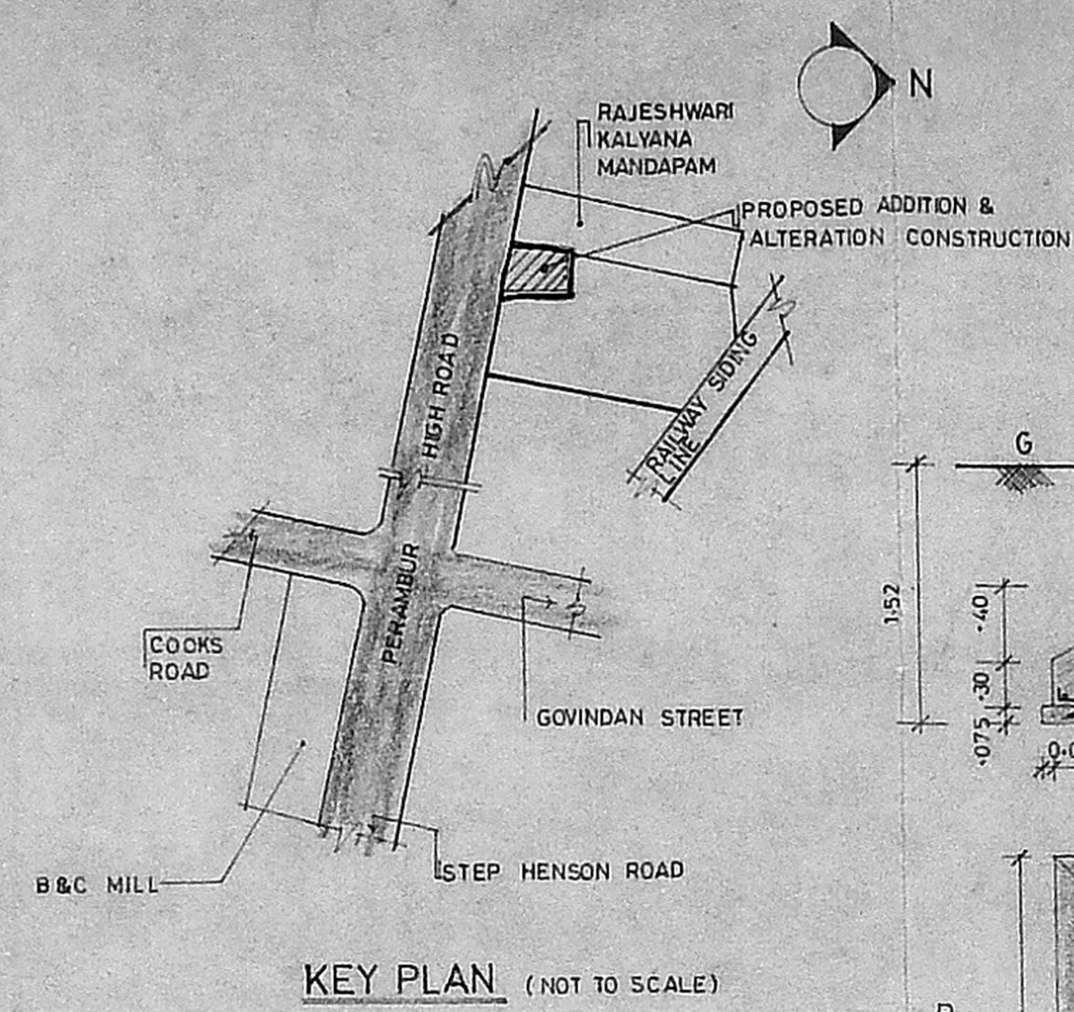 N
RAJESHWARI
KALYANA
MANDAPAM
PROPOSED ADDITION &
ALTERATION CONSTRUCTION
HIGH ROAD
RAILWAY SIDING
LINE
G
PERAMBUR
1.52
.40
.30
.075
F
COOKS
ROAD
GOVINDAN STREET
STEP HENSON ROAD
B&C MILL
KEY PLAN (NOT TO SCALE)